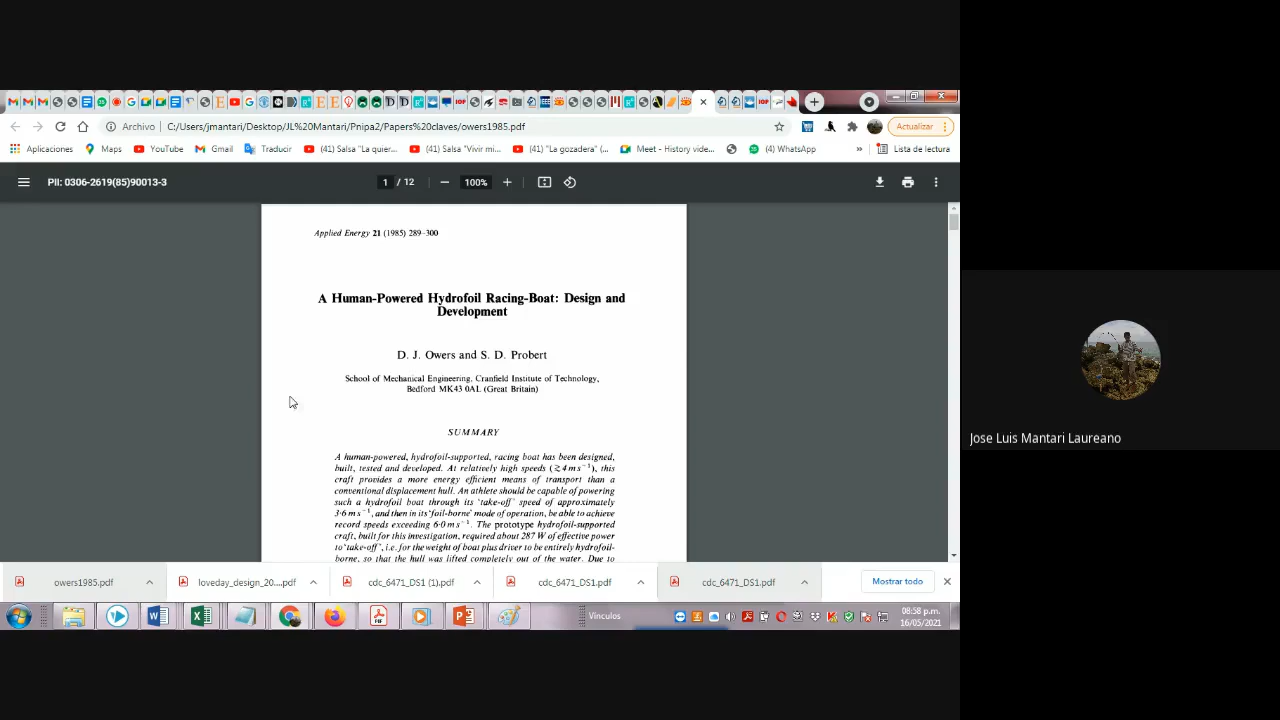 Archivo
C:/Users/jmantari/Desktop/JL%20Mantari/Pnipa2/Papers%20claves/owers1985.pdf
Actualizar
Aplicaciones
Maps
YouTube
Gmail
Traducir
(41) Salsa "La quier...
(41) Salsa "Vivir mi...
(41) "La gozadera" (...
Meet - History vide...
(4) WhatsApp
»
Lista de lectura
PII: 0306-2619(85)90013-3
1 / 12
100%
Applied Energy 21 (1985) 289–300
A Human-Powered Hydrofoil Racing-Boat: Design and
Development
D. J. Owers and S. D. Probert
School of Mechanical Engineering, Cranfield Institute of Technology,
Bedford MK43 0AL (Great Britain)
SUMMARY
A human-powered, hydrofoil-supported, racing boat has been designed,
built, tested and developed. At relatively high speeds (≳4 m s⁻¹), this
craft provides a more energy efficient means of transport than a
conventional displacement hull. An athlete should be capable of powering
such a hydrofoil boat through its 'take-off' speed of approximately
3·6 m s⁻¹, and then in its 'foil-borne' mode of operation, be able to achieve
record speeds exceeding 6·0 m s⁻¹. The prototype hydrofoil-supported
craft, built for this investigation, required about 287 W of effective power
to 'take-off', i.e. for the weight of boat plus driver to be entirely hydrofoil-
borne, so that the hull was lifted completely out of the water. Due to
Jose Luis Mantari Laureano
owers1985.pdf
loveday_design_20....pdf
cdc_6471_DS1 (1).pdf
cdc_6471_DS1.pdf
cdc_6471_DS1.pdf
Mostrar todo
Vínculos
08:58 p.m.
16/05/2021